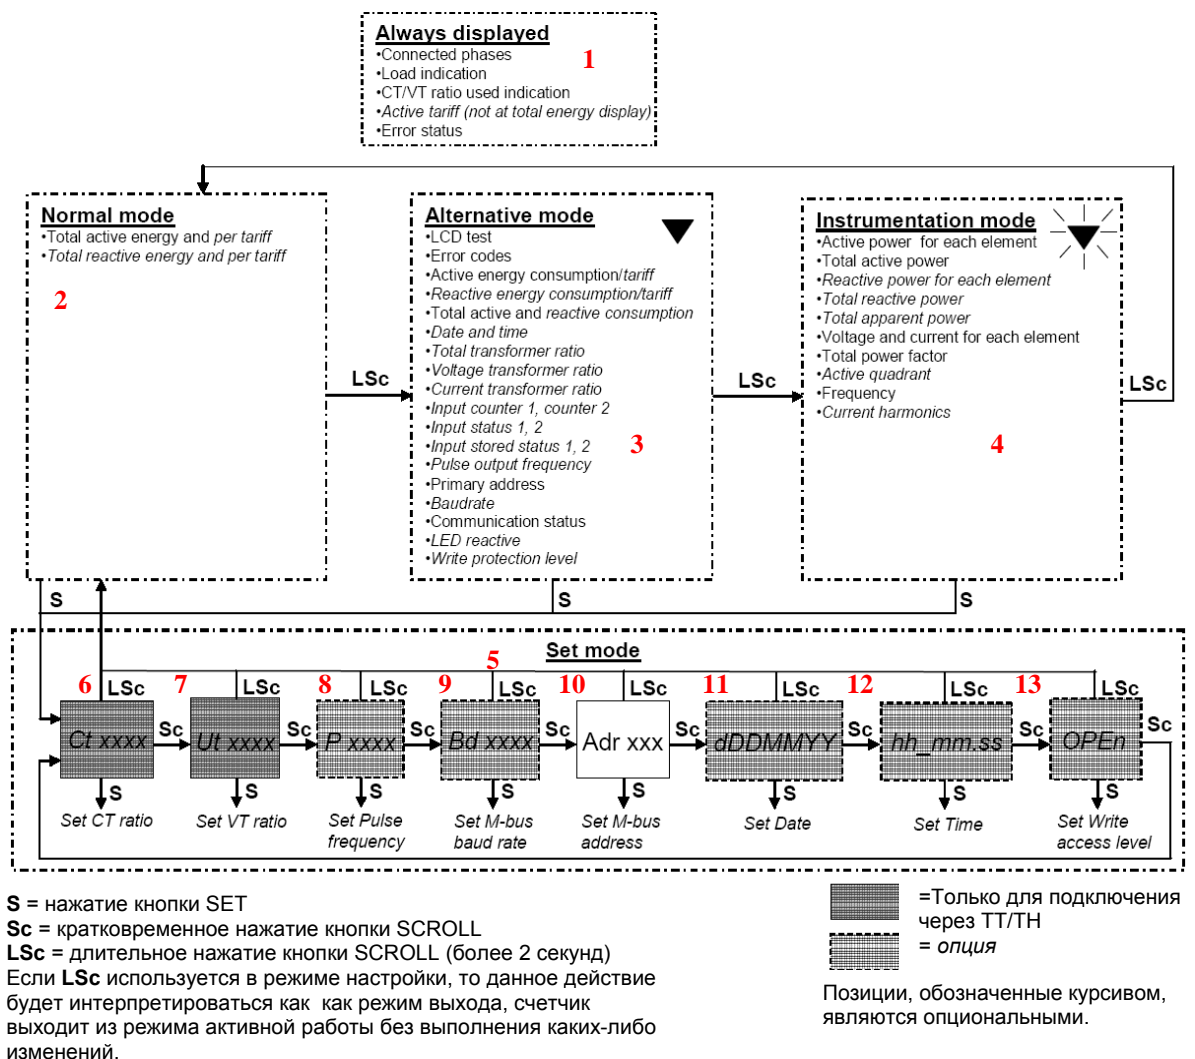 Always displayed
•Connected phases
•Load indication
•CT/VT ratio used indication
•Active tariff (not at total energy display)
•Error status
1
Normal mode
•Total active energy and per tariff
•Total reactive energy and per tariff
2
LSc
Alternative mode
•LCD test
•Error codes
•Active energy consumption/tariff
•Reactive energy consumption/tariff
•Total active and reactive consumption
•Date and time
•Total transformer ratio
•Voltage transformer ratio
•Current transformer ratio
•Input counter 1, counter 2
•Input status 1, 2
•Input stored status 1, 2
•Pulse output frequency
•Primary address
•Baudrate
•Communication status
•LED reactive
•Write protection level
3
LSc
Instrumentation mode
•Active power for each element
•Total active power
•Reactive power for each element
•Total reactive power
•Total apparent power
•Voltage and current for each element
•Total power factor
•Active quadrant
•Frequency
•Current harmonics
4
LSc
S
S
S
Set mode
5
6 LSc 7 LSc 8 LSc 9 LSc 10 LSc 11 LSc 12 LSc 13 LSc
Ct xxxx Sc Ut xxxx Sc P xxxx Sc Bd xxxx Sc Adr xxx Sc dDDMMYY Sc hh_mm.ss Sc OPEn Sc
S S S S S S S S
Set CT ratio
Set VT ratio
Set Pulse
frequency
Set M-bus
baud rate
Set M-bus
address
Set Date
Set Time
Set Write
access level
S = нажатие кнопки SET
Sc = кратковременное нажатие кнопки SCROLL
LSc = длительное нажатие кнопки SCROLL (более 2 секунд)
Если LSc используется в режиме настройки, то данное действие
будет интерпретироваться как как режим выхода, счетчик
выходит из режима активной работы без выполнения каких-либо
изменений.
=Только для подключения
через ТТ/ТН
= опция
Позиции, обозначенные курсивом,
являются опциональными.